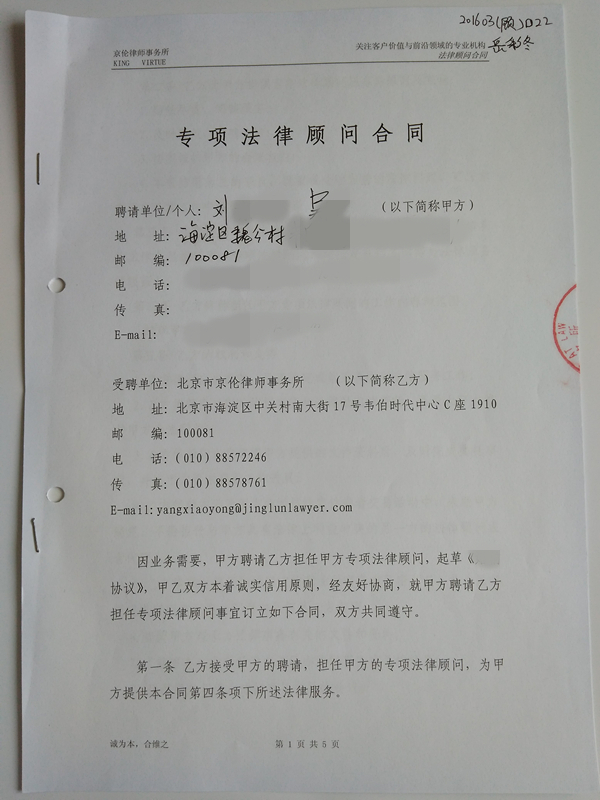 201603(顾)D22
京伦律师事务所
KING VIRTUE
关注客户价值与前沿领域的专业机构
法律顾问合同
专项法律顾问合同
聘请单位/个人: 刘 (以下简称甲方)
地 址: 海淀区魏公村
邮 编: 100081
电 话:
传 真:
E-mail:
受聘单位: 北京市京伦律师事务所 (以下简称乙方)
地 址: 北京市海淀区中关村南大街 17 号韦伯时代中心 C 座 1910
邮 编: 100081
电 话: (010) 88572246
传 真: (010) 88578761
E-mail: yangxiaoyong@jinglunlawyer.com
因业务需要, 甲方聘请乙方担任甲方专项法律顾问, 起草《
协议》, 甲乙双方本着诚实信用原则, 经友好协商, 就甲方聘请乙方
担任专项法律顾问事宜订立如下合同, 双方共同遵守。
第一条 乙方接受甲方的聘请, 担任甲方的专项法律顾问, 为甲
方提供本合同第四条项下所述法律服务。
诚为本, 合维之
第 1 页 共 5 页
AT LAW